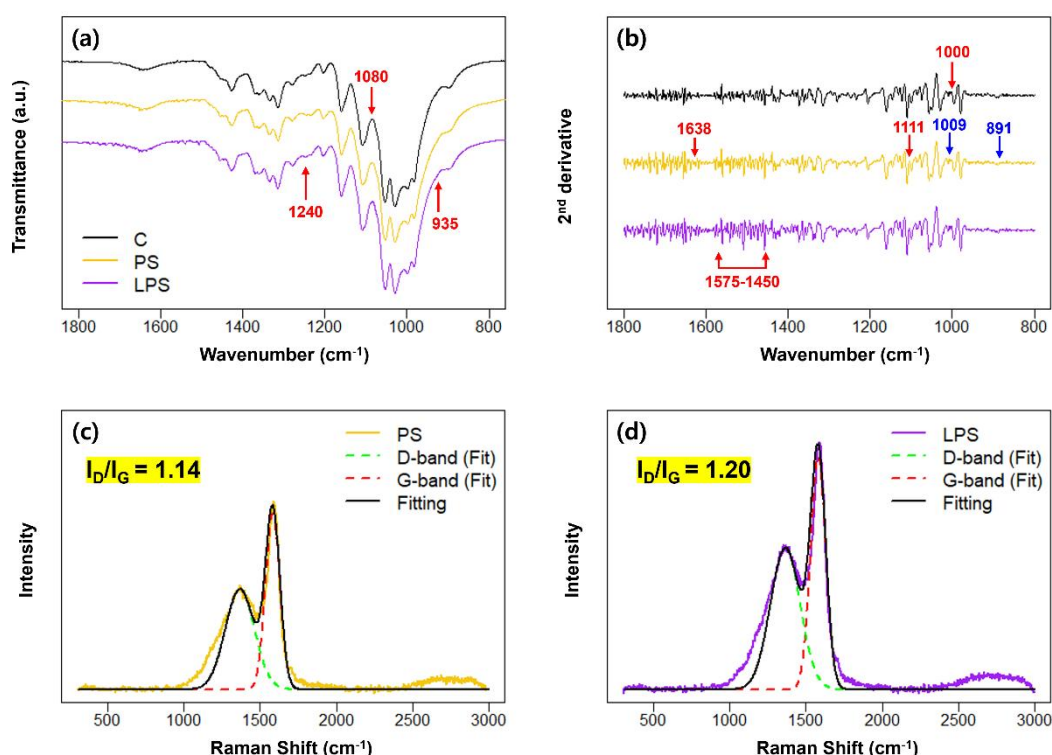 (a)
1080
1240
935
C
PS
LPS
Transmittance (a.u.)
1800 1600 1400 1200 1000 800
Wavenumber (cm-1)
(b)
1000
1638
1111
1009
891
1575-1450
2nd derivative
1800 1600 1400 1200 1000 800
Wavenumber (cm-1)
(c)
ID/IG = 1.14
PS
D-band (Fit)
G-band (Fit)
Fitting
Intensity
500 1000 1500 2000 2500 3000
Raman Shift (cm-1)
(d)
ID/IG = 1.20
LPS
D-band (Fit)
G-band (Fit)
Fitting
Intensity
500 1000 1500 2000 2500 3000
Raman Shift (cm-1)